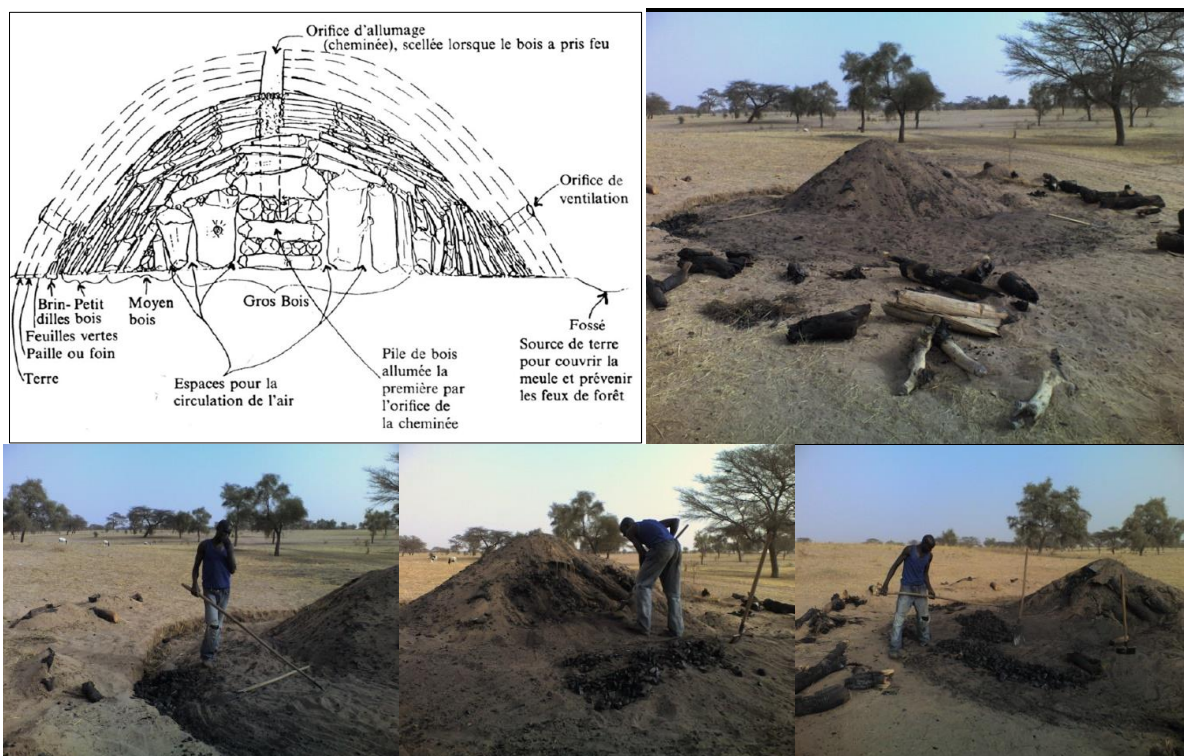 Orifice d'allumage
(cheminée), scellée lorsque le bois a pris feu
Orifice de
ventilation
Brin- Petit
dilles bois
Moyen
bois
Gros Bois
Feuilles vertes
Paille ou foin
Terre
Espaces pour la
circulation de l'air
Pile de bois
allumée la
première par
l'orifice de
la cheminée
Fossé
Source de terre
pour couvrir la
meule et prévenir
les feux de forêt